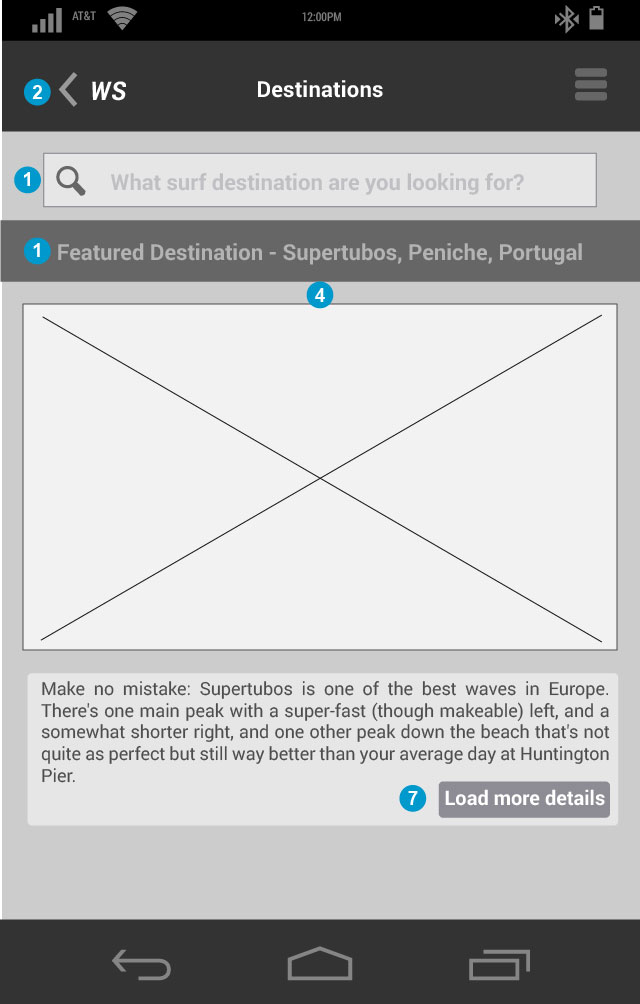 AT&T 12:00PM
2 WS Destinations
1 What surf destination are you looking for?
1 Featured Destination - Supertubos, Peniche, Portugal
4
Make no mistake: Supertubos is one of the best waves in Europe.
There's one main peak with a super-fast (though makeable) left, and a
somewhat shorter right, and one other peak down the beach that's not
quite as perfect but still way better than your average day at Huntington
Pier.
7 Load more details